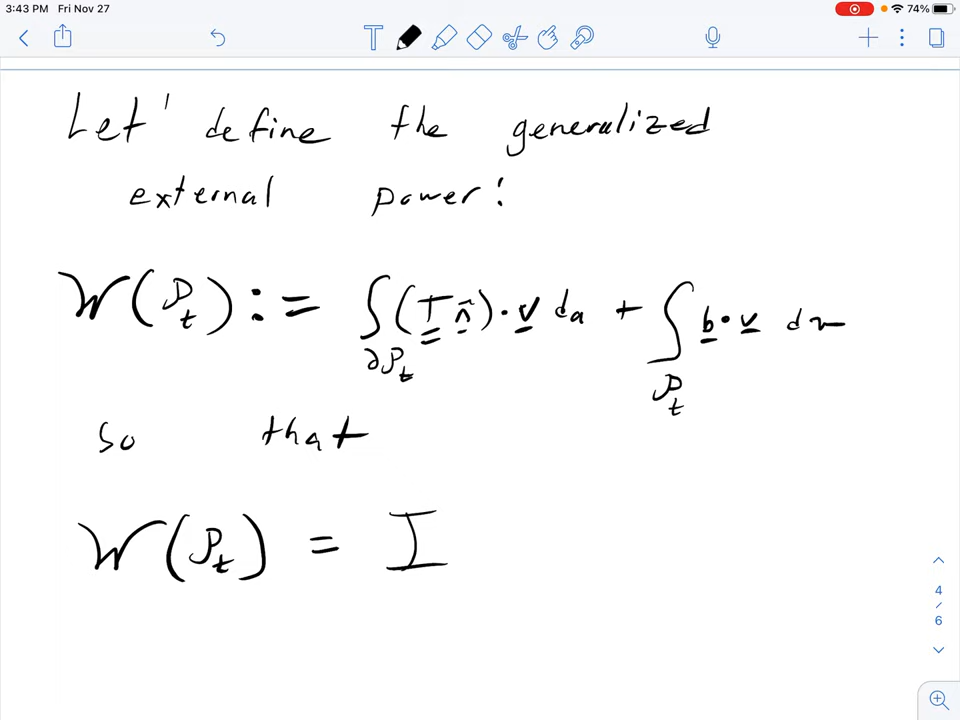 3:43 PM Fri Nov 27 74%
Let' define the generalized
external power:
𝒲(𝒫_t) := ∫_{∂𝒫_t} (T n̂) · v da + ∫_{𝒫_t} b · v dv
so that
𝒲(𝒫_t) = I
4
/
6